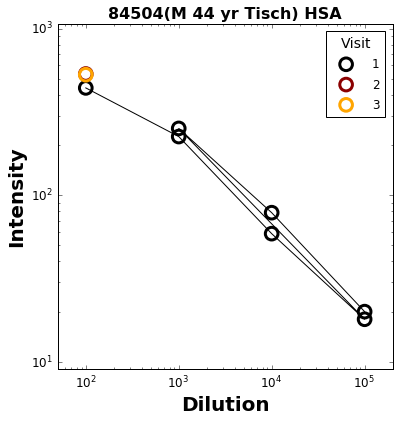 84504(M 44 yr Tisch) HSA
10³
10²
10¹
Intensity
Visit
1
2
3
10² 10³ 10⁴ 10⁵
Dilution